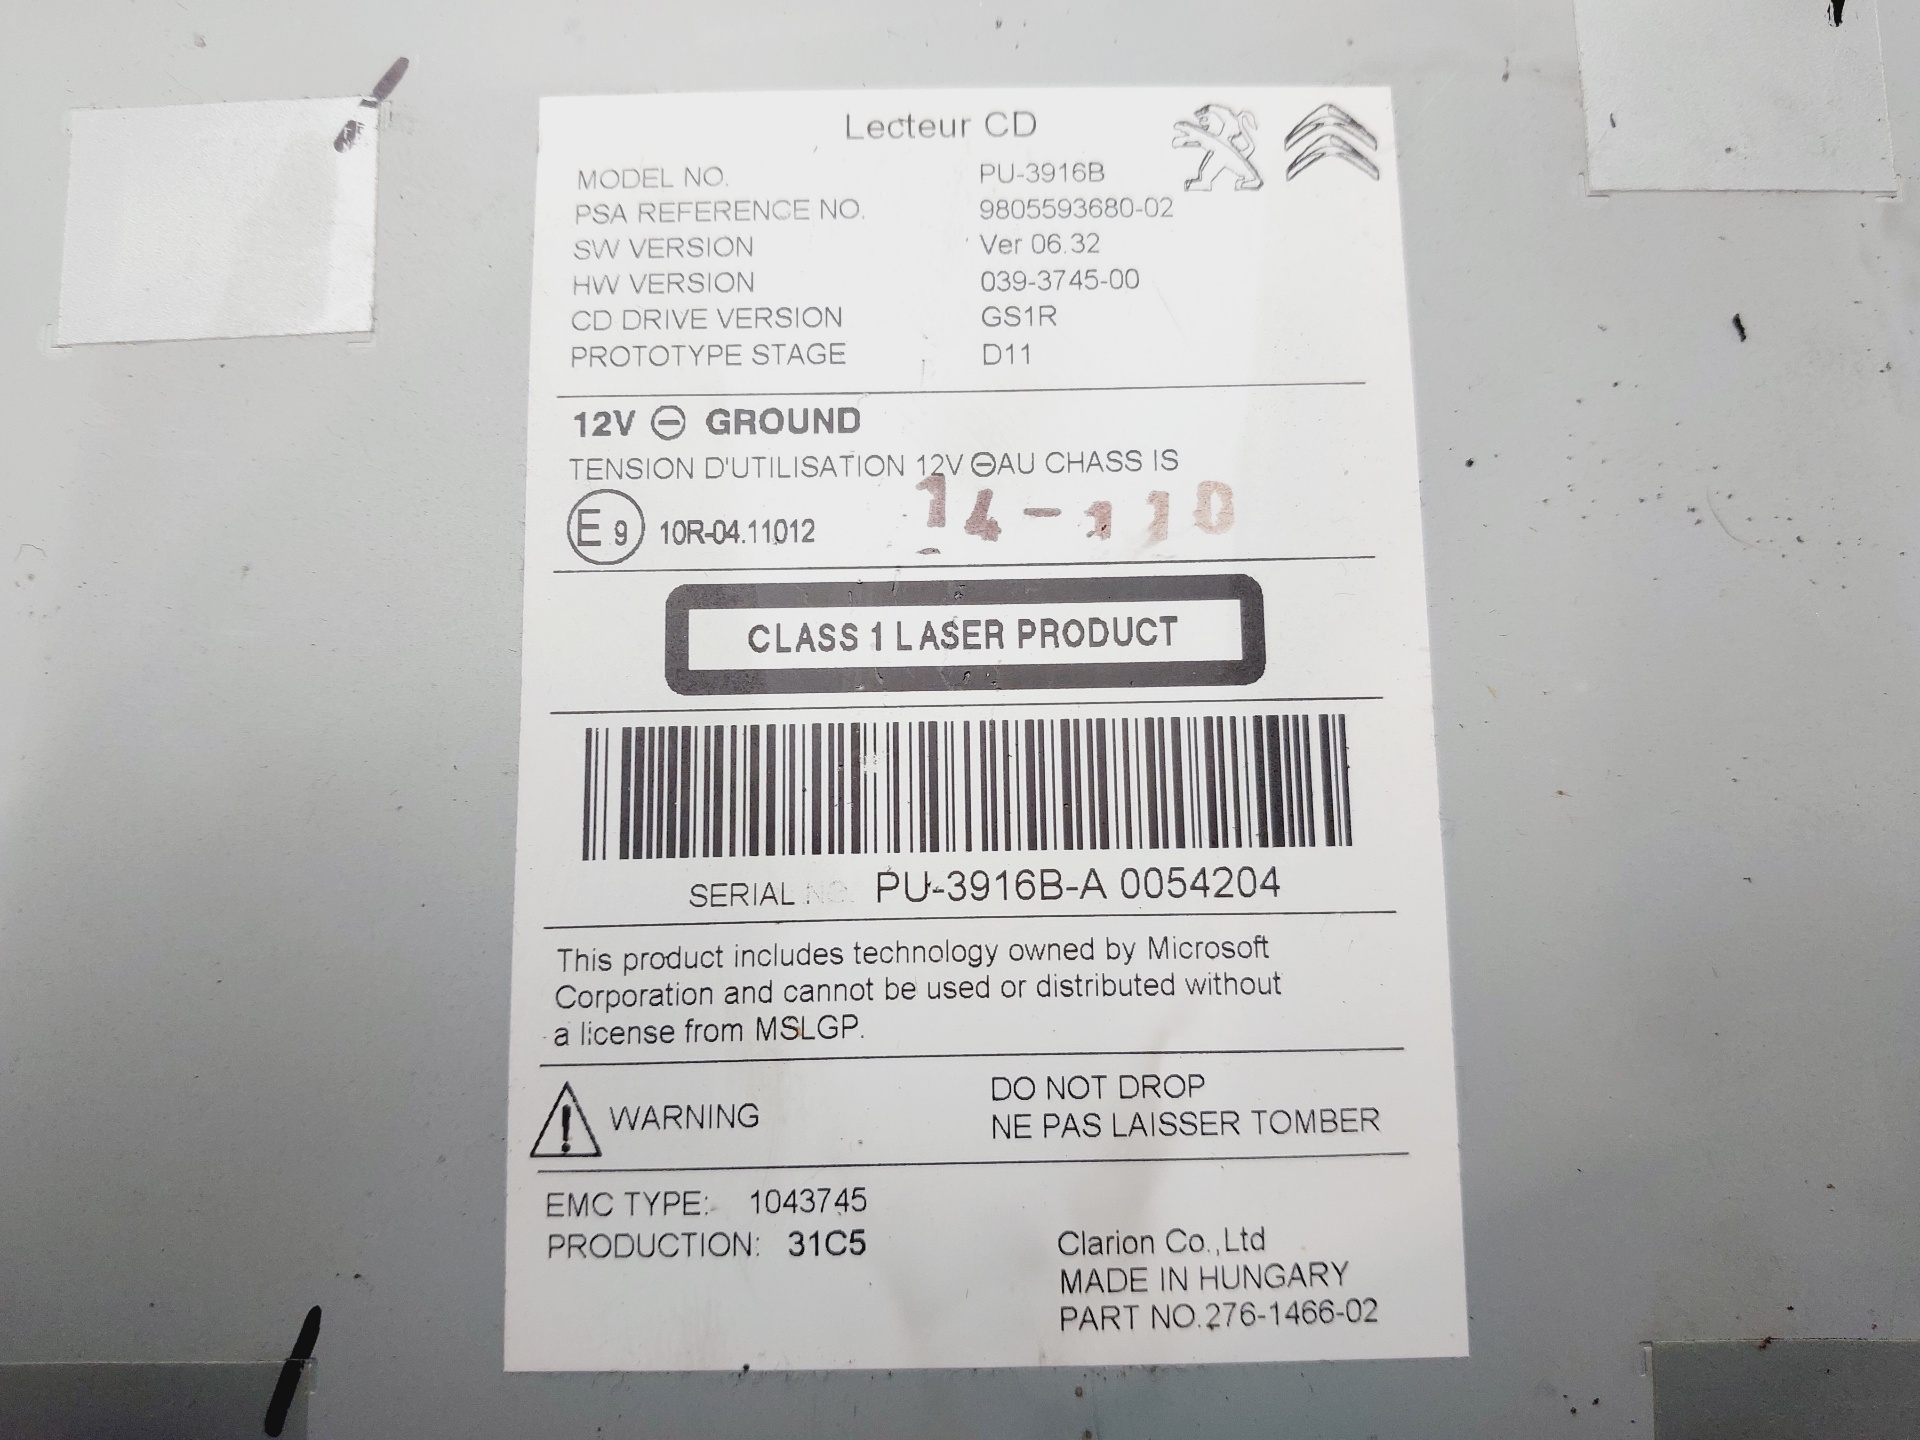 Lecteur CD
MODEL NO. PU-3916B
PSA REFERENCE NO. 9805593680-02
SW VERSION Ver 06.32
HW VERSION 039-3745-00
CD DRIVE VERSION GS1R
PROTOTYPE STAGE D11
12V ⊖ GROUND
TENSION D'UTILISATION 12V ⊖AU CHASS IS
E 9 10R-04.11012 14-110
CLASS 1 LASER PRODUCT
SERIAL NO. PU-3916B-A 0054204
This product includes technology owned by Microsoft
Corporation and cannot be used or distributed without
a license from MSLGP.
WARNING DO NOT DROP
NE PAS LAISSER TOMBER
EMC TYPE: 1043745
PRODUCTION: 31C5
Clarion Co.,Ltd
MADE IN HUNGARY
PART NO.276-1466-02